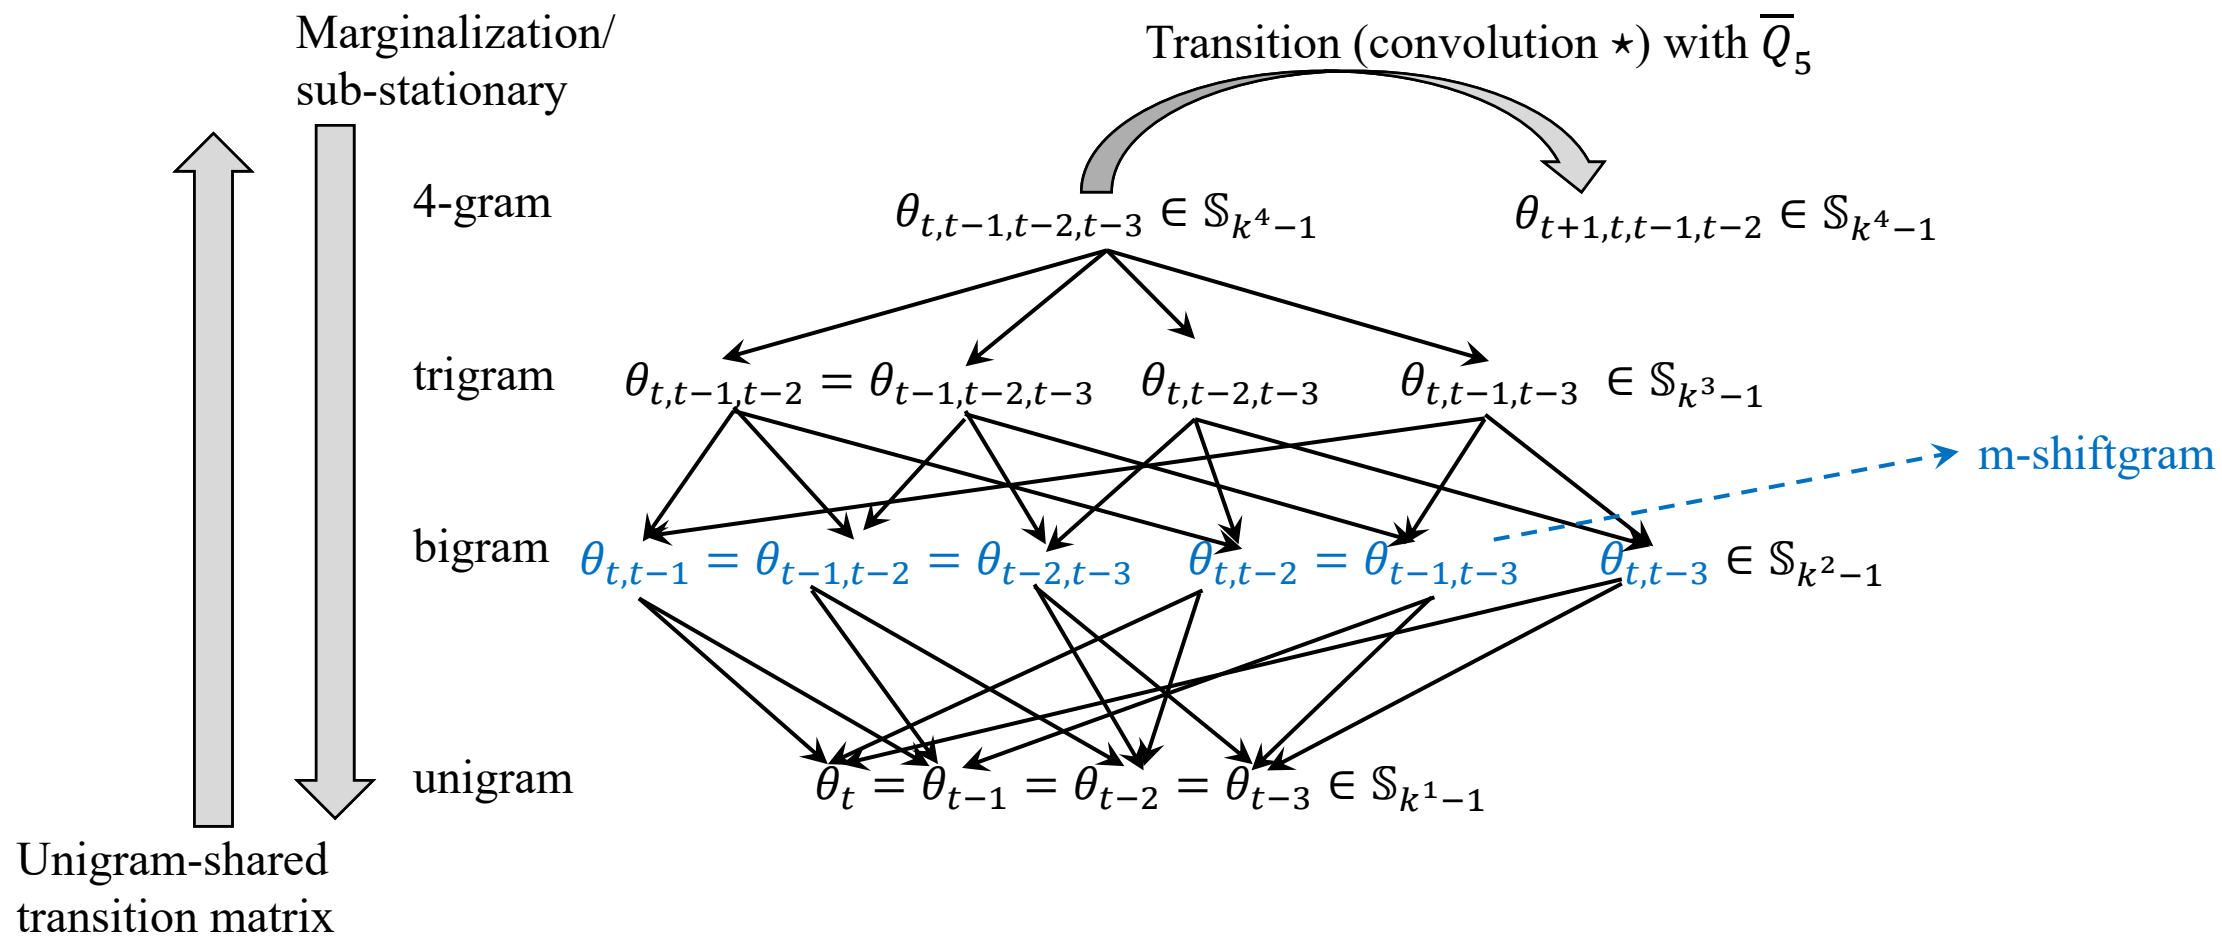 Marginalization/
sub-stationary
Transition (convolution ⋆) with Q̅₅
4-gram
θ_{t,t−1,t−2,t−3} ∈ 𝕊_{k⁴−1}
θ_{t+1,t,t−1,t−2} ∈ 𝕊_{k⁴−1}
trigram
θ_{t,t−1,t−2} = θ_{t−1,t−2,t−3} θ_{t,t−2,t−3} θ_{t,t−1,t−3} ∈ 𝕊_{k³−1}
m-shiftgram
bigram
θ_{t,t−1} = θ_{t−1,t−2} = θ_{t−2,t−3} θ_{t,t−2} = θ_{t−1,t−3} θ_{t,t−3} ∈ 𝕊_{k²−1}
unigram
θ_t = θ_{t−1} = θ_{t−2} = θ_{t−3} ∈ 𝕊_{k¹−1}
Unigram-shared
transition matrix